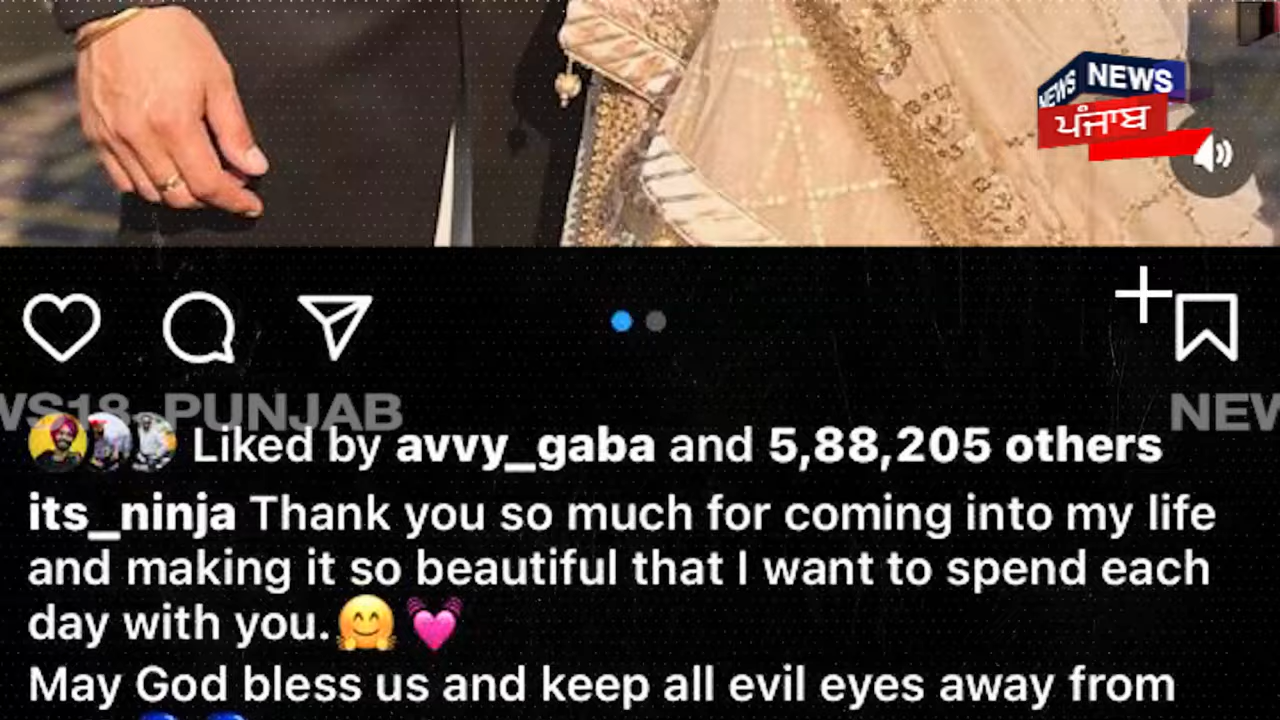 NEWS NEWS
ਪੰਜਾਬ
WS18 PUNJAB
NEW
Liked by avvy_gaba and 5,88,205 others
its_ninja Thank you so much for coming into my life
and making it so beautiful that I want to spend each
day with you.🤗 💓
May God bless us and keep all evil eyes away from